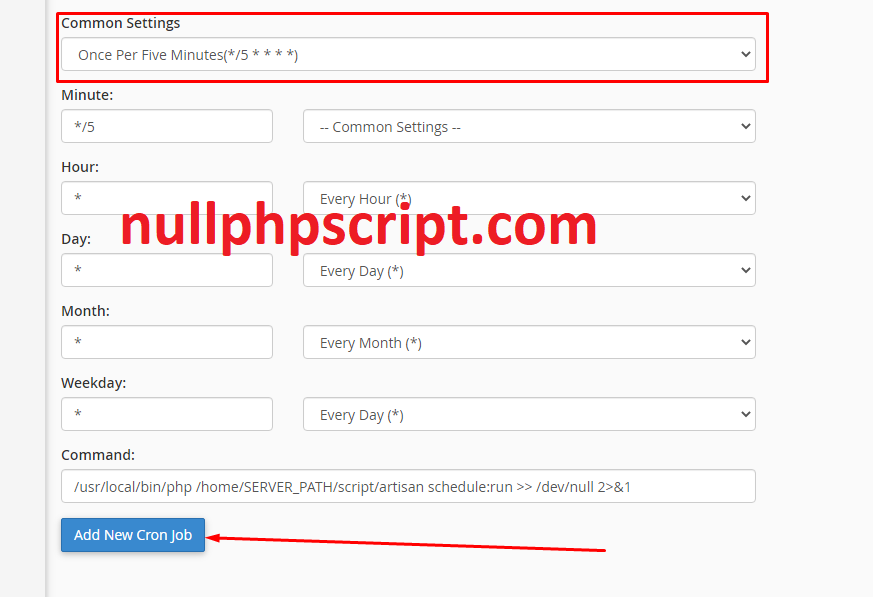 Common Settings
Once Per Five Minutes(*/5 * * * *)
Minute:
*/5
-- Common Settings --
Hour:
*
Every Hour (*)
nullphpscript.com
Day:
*
Every Day (*)
Month:
*
Every Month (*)
Weekday:
*
Every Day (*)
Command:
/usr/local/bin/php /home/SERVER_PATH/script/artisan schedule:run >> /dev/null 2>&1
Add New Cron Job